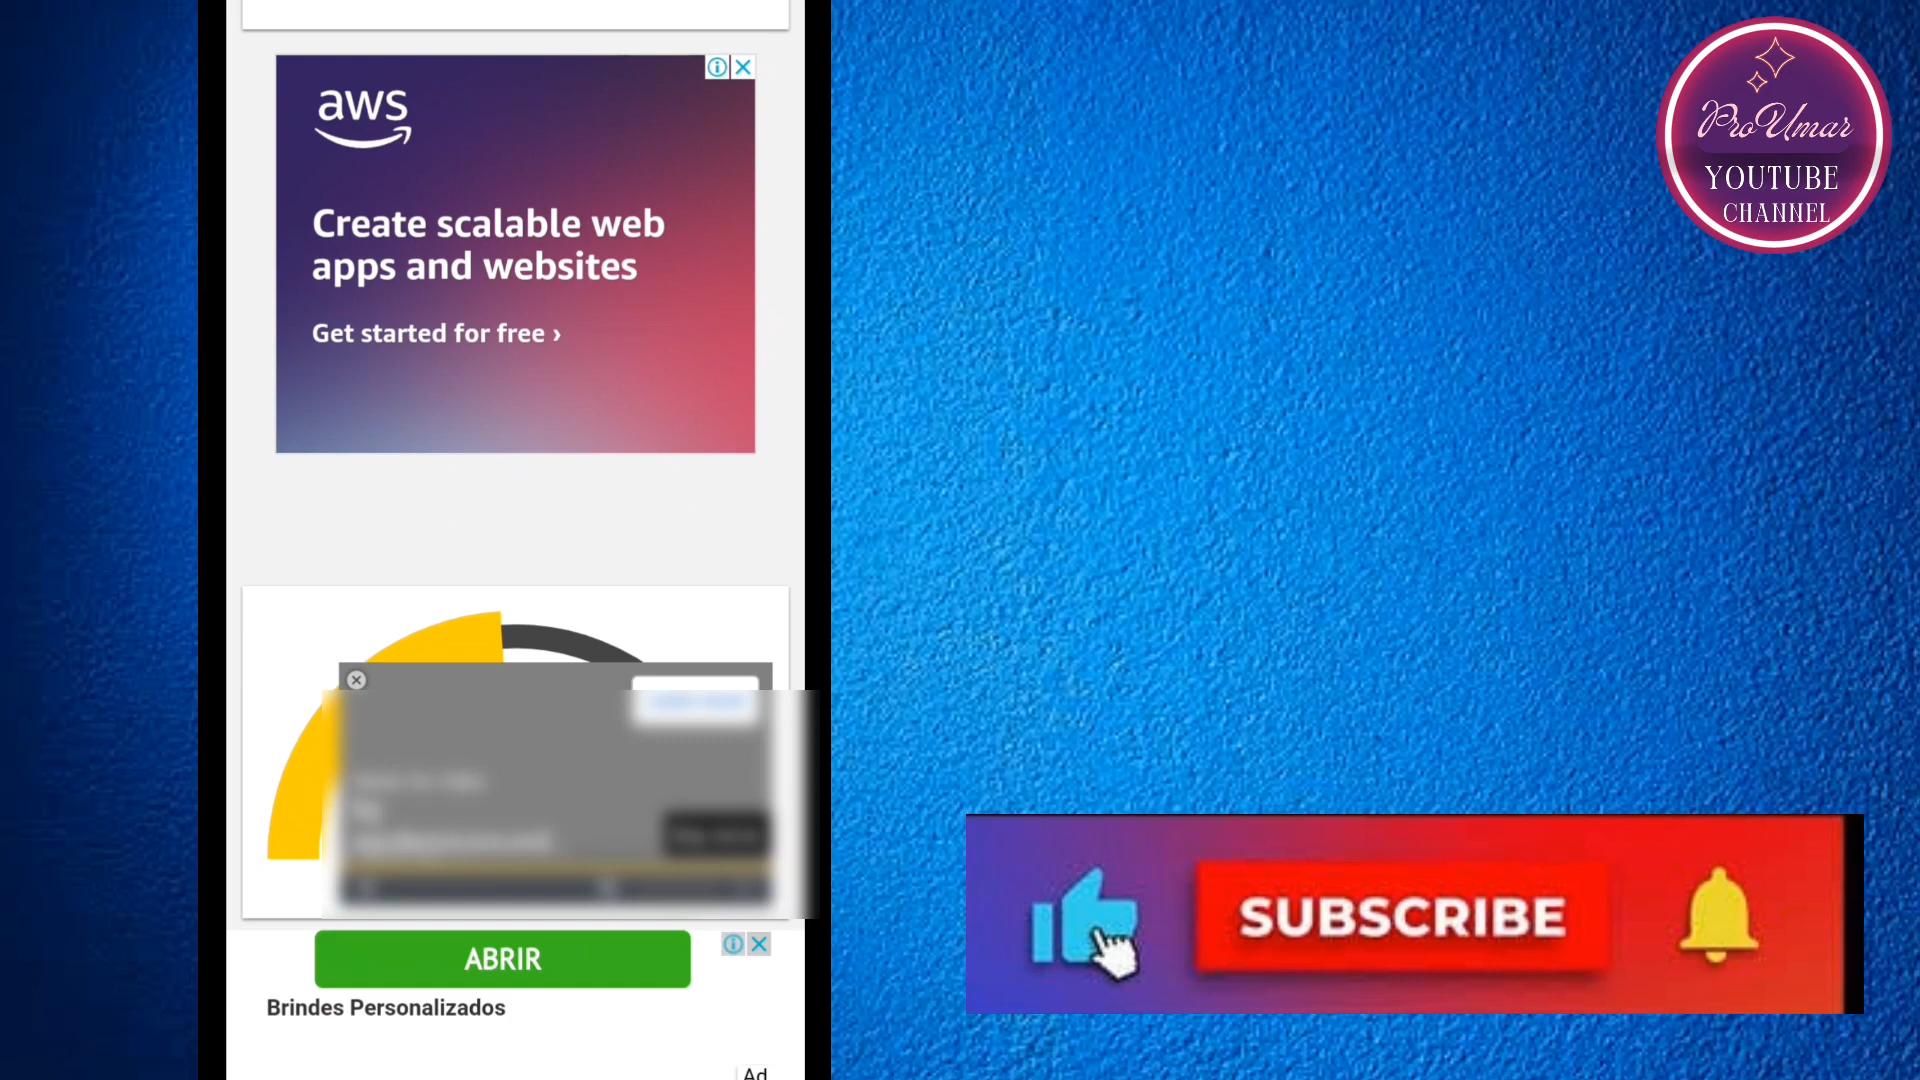 aws
Create scalable web
apps and websites
Get started for free ›
ABRIR
Brindes Personalizados
Ad
ProUmar
YOUTUBE
CHANNEL
SUBSCRIBE